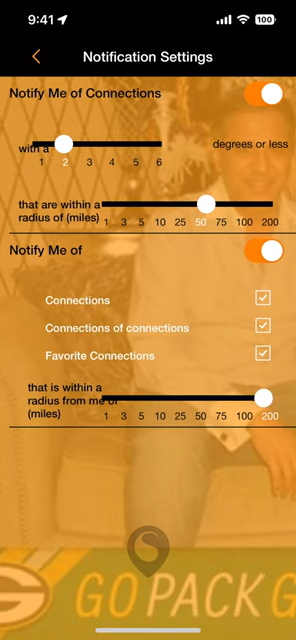 9:41
100
Notification Settings
Notify Me of Connections
with a
degrees or less
1 2 3 4 5 6
that are within a
radius of (miles)
1 3 5 10 25 50 75 100 200
Notify Me of
Connections
Connections of connections
Favorite Connections
that is within a
radius from me or
(miles)
1 3 5 10 25 50 75 100 200
S
G GO PACK G